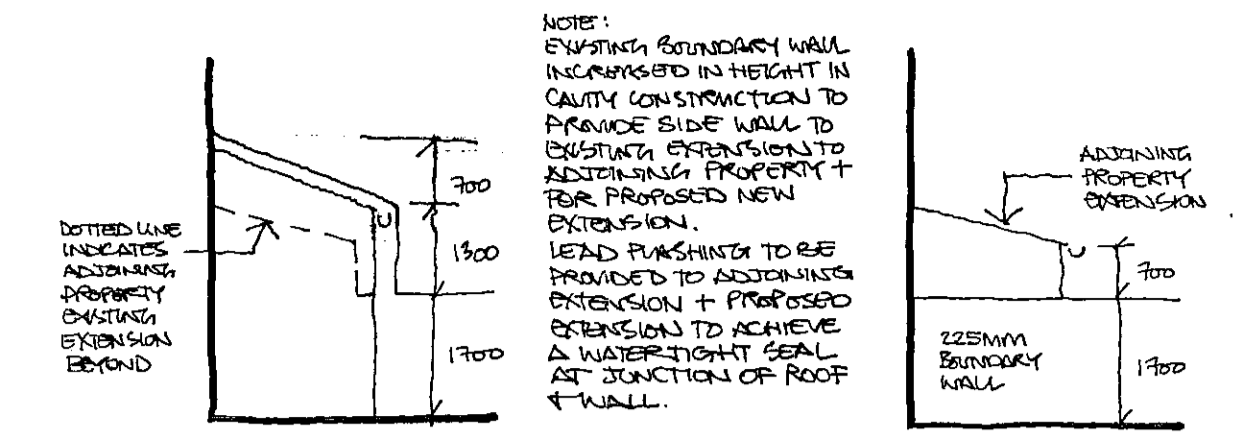 DOTTED LINE
INDICATES
ADJOINING
PROPERTY
EXISTING
EXTENSION
BEYOND
700
1300
1700
NOTE:
EXISTING BOUNDARY WALL
INCREASED IN HEIGHT IN
CAVITY CONSTRUCTION TO
PROVIDE SIDE WALL TO
EXISTING EXTENSION TO
ADJOINING PROPERTY +
FOR PROPOSED NEW
EXTENSION.
LEAD FLASHING TO BE
PROVIDED TO ADJOINING
EXTENSION + PROPOSED
EXTENSION TO ACHIEVE
A WATERTIGHT SEAL
AT JUNCTION OF ROOF
+ WALL.
ADJOINING
PROPERTY
EXTENSION
700
225MM
BOUNDARY
WALL
1700